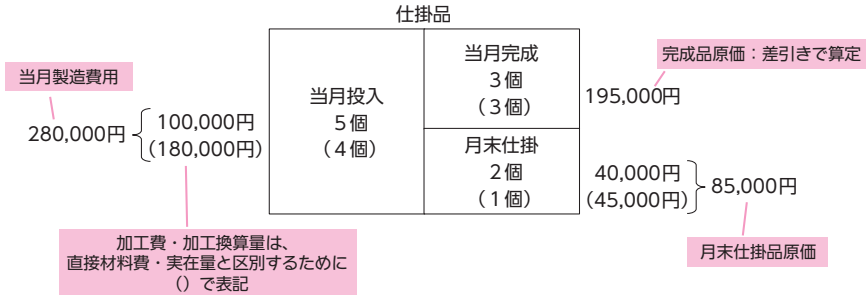 仕掛品
当月製造費用
280,000円
100,000円
(180,000円)
当月投入
5個
(4個)
当月完成
3個
(3個)
195,000円
完成品原価：差引きで算定
月末仕掛
2個
(1個)
40,000円
(45,000円)
85,000円
月末仕掛品原価
加工費・加工換算量は、
直接材料費・実在量と区別するために
()で表記